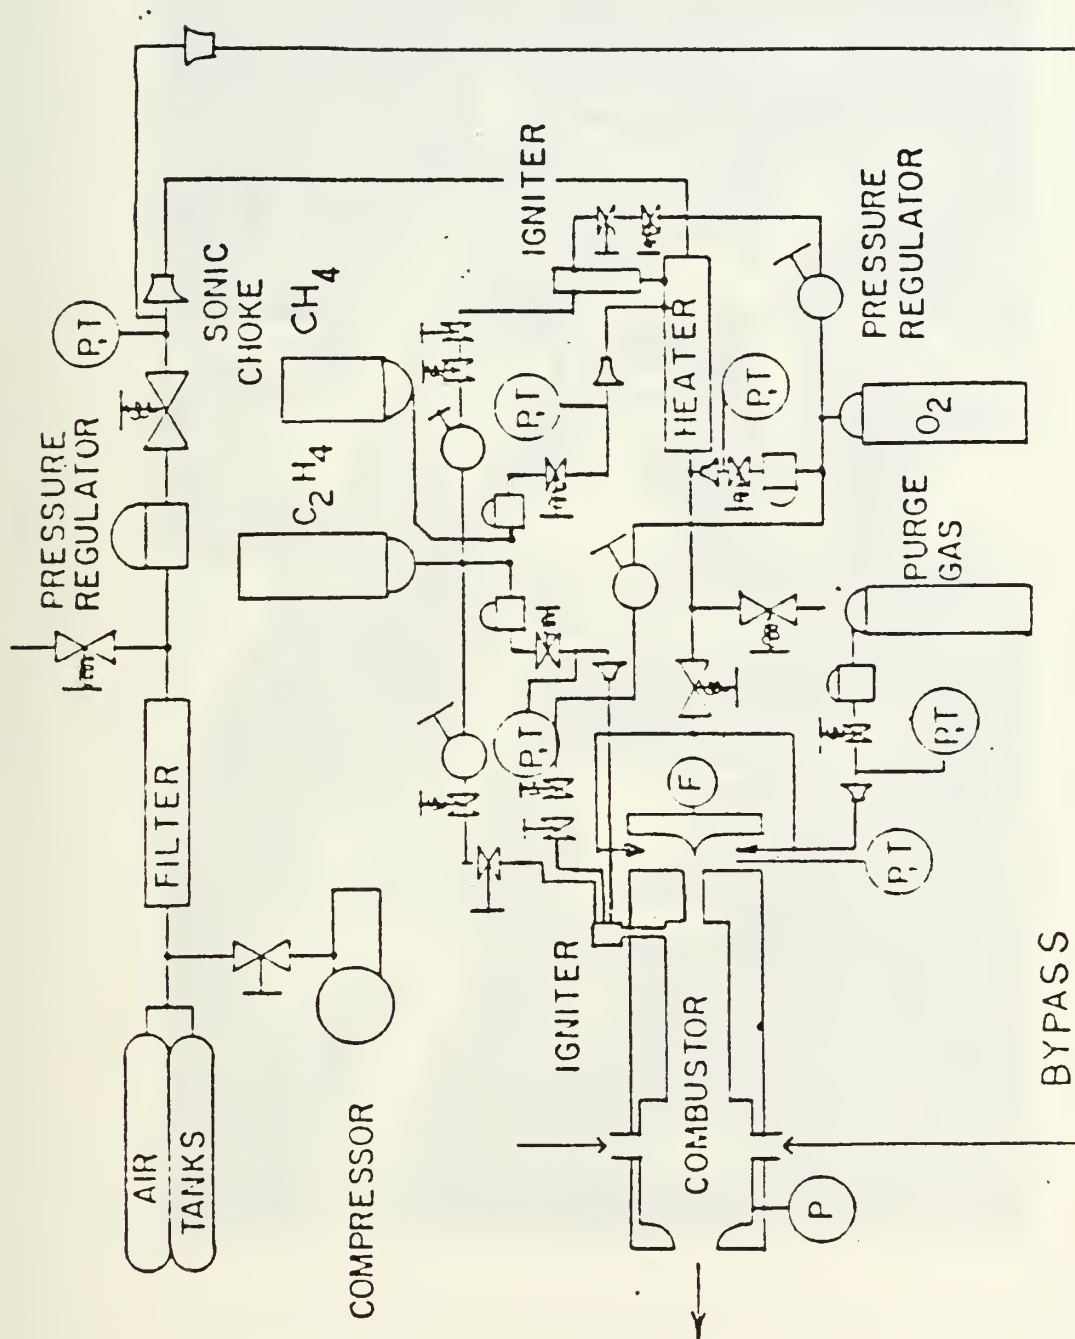 AIR
TANKS
COMPRESSOR
FILTER
PRESSURE
REGULATOR
P,T
SONIC
CHOKE
C2H4
CH4
IGNITER
P,T
HEATER
P,T
PRESSURE
REGULATOR
O2
PURGE
GAS
P,T
P,T
F
P,T
IGNITER
COMBUSTOR
P
BYPASS